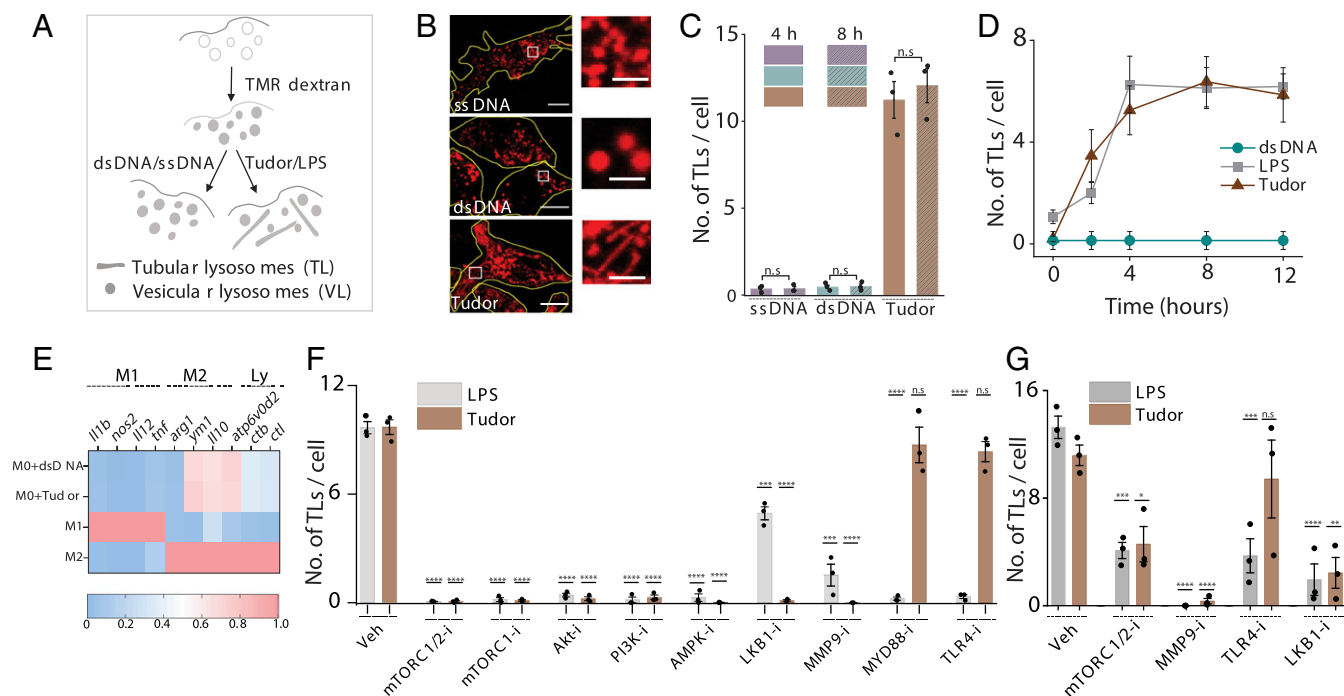 A
TMR dextran
dsDNA/ssDNA
Tudor/LPS
Tubular lysosomes (TL)
Vesicular lysosomes (VL)
B
ssDNA
dsDNA
Tudor
C
4 h
8 h
n.s
15
10
5
0
No. of TLs / cell
n.s
n.s
ssDNA
dsDNA
Tudor
D
8
4
0
No. of TLs / cell
dsDNA
LPS
Tudor
0
4
8
12
Time (hours)
E
M1
M2
Ly
Il1b
nos2
Il12
tnf
arg1
ym1
Il10
atp6v0d2
ctb
ctl
M0+dsDNA
M0+Tudor
M1
M2
0
0.2
0.4
0.6
0.8
1.0
F
LPS
Tudor
12
6
0
No. of TLs / cell
**** ****
**** ****
**** ****
**** ****
**** ****
*** ****
*** ****
**** n.s
**** n.s
Veh
mTORC1/2-i
mTORC1-i
Akt-i
PI3K-i
AMPK-i
LKB1-i
MMP9-i
MYD88-i
TLR4-i
G
LPS
Tudor
16
8
0
No. of TLs / cell
*** *
**** ****
*** n.s
**** **
Veh
mTORC1/2-i
MMP9-i
TLR4-i
LKB1-i